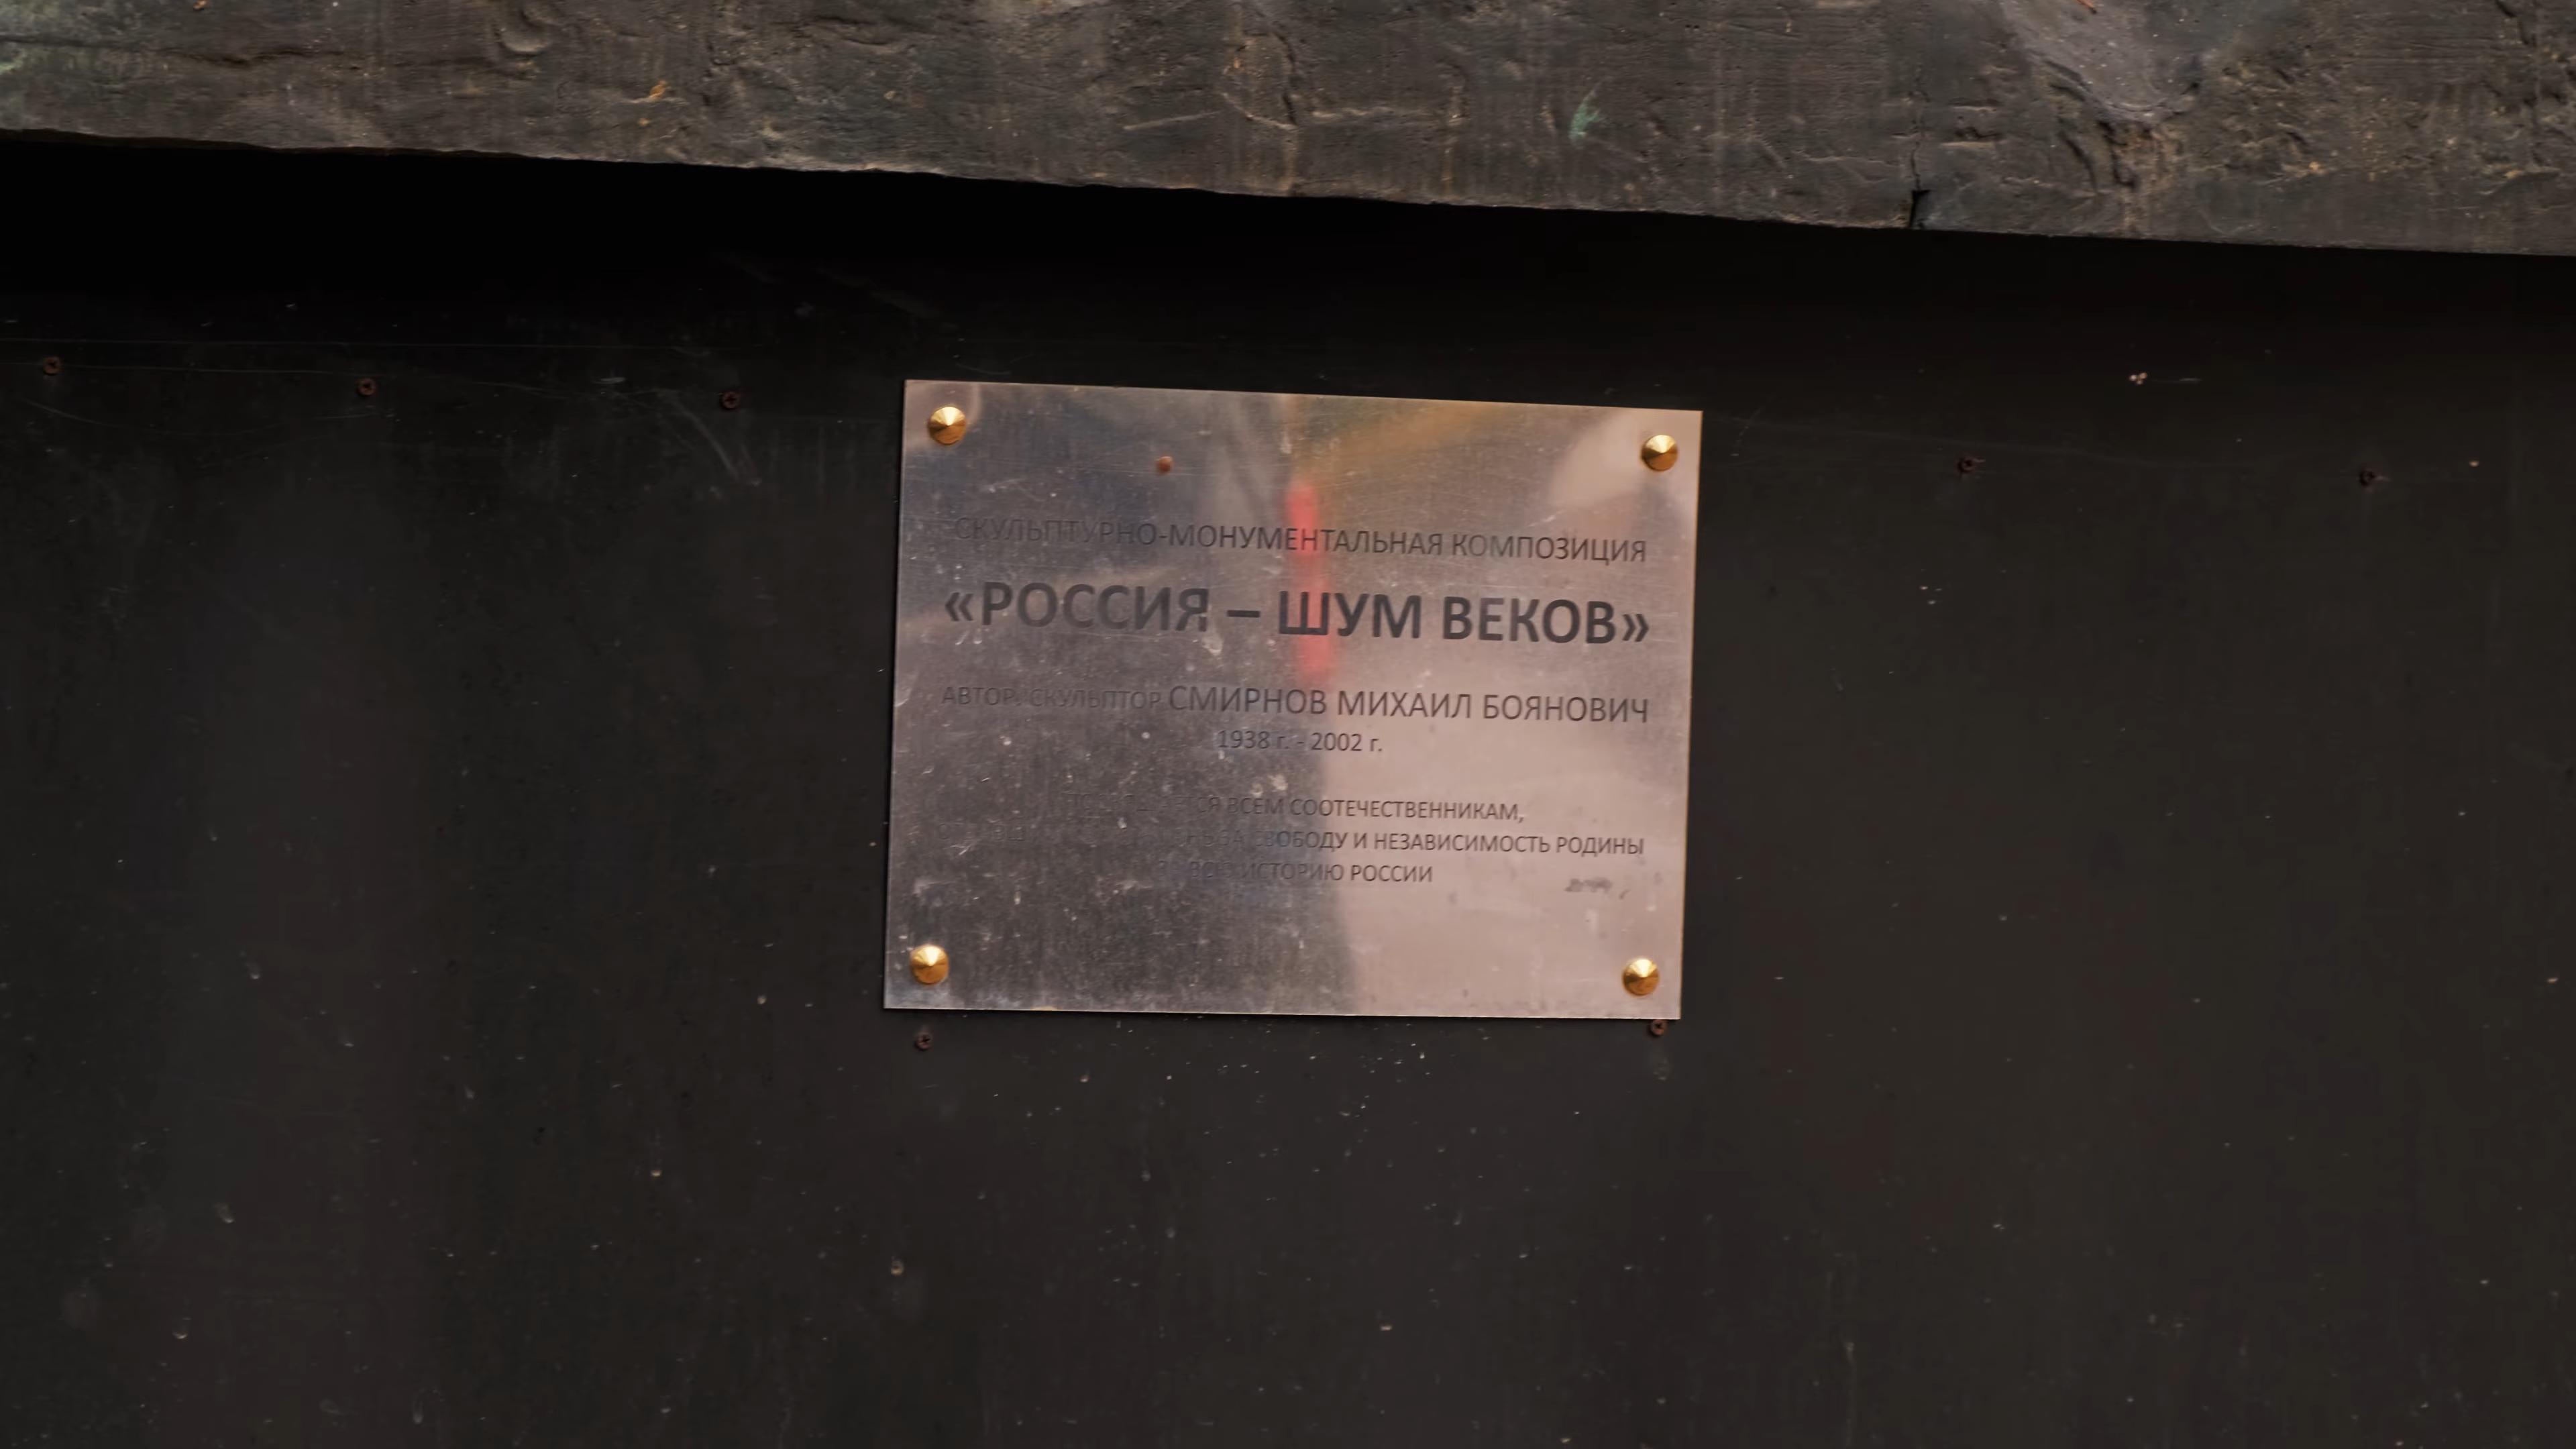 СКУЛЬПТУРНО-МОНУМЕНТАЛЬНАЯ КОМПОЗИЦИЯ
«РОССИЯ – ШУМ ВЕКОВ»
АВТОР, СКУЛЬПТОР СМИРНОВ МИХАИЛ БОЯНОВИЧ
1938 г. - 2002 г.
ВСЕМ СООТЕЧЕСТВЕННИКАМ,
ЗА СВОБОДУ И НЕЗАВИСИМОСТЬ РОДИНЫ
ИСТОРИЮ РОССИИ